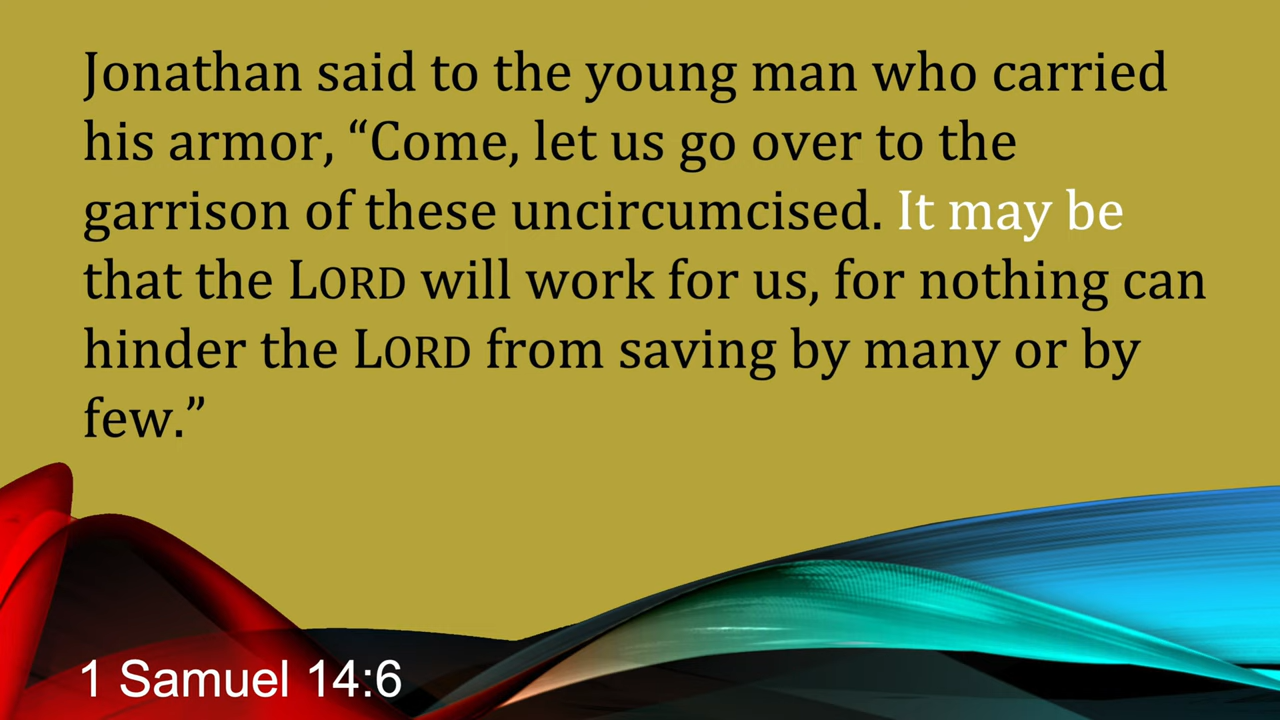 Jonathan said to the young man who carried
his armor, “Come, let us go over to the
garrison of these uncircumcised. It may be
that the LORD will work for us, for nothing can
hinder the LORD from saving by many or by
few.”
1 Samuel 14:6